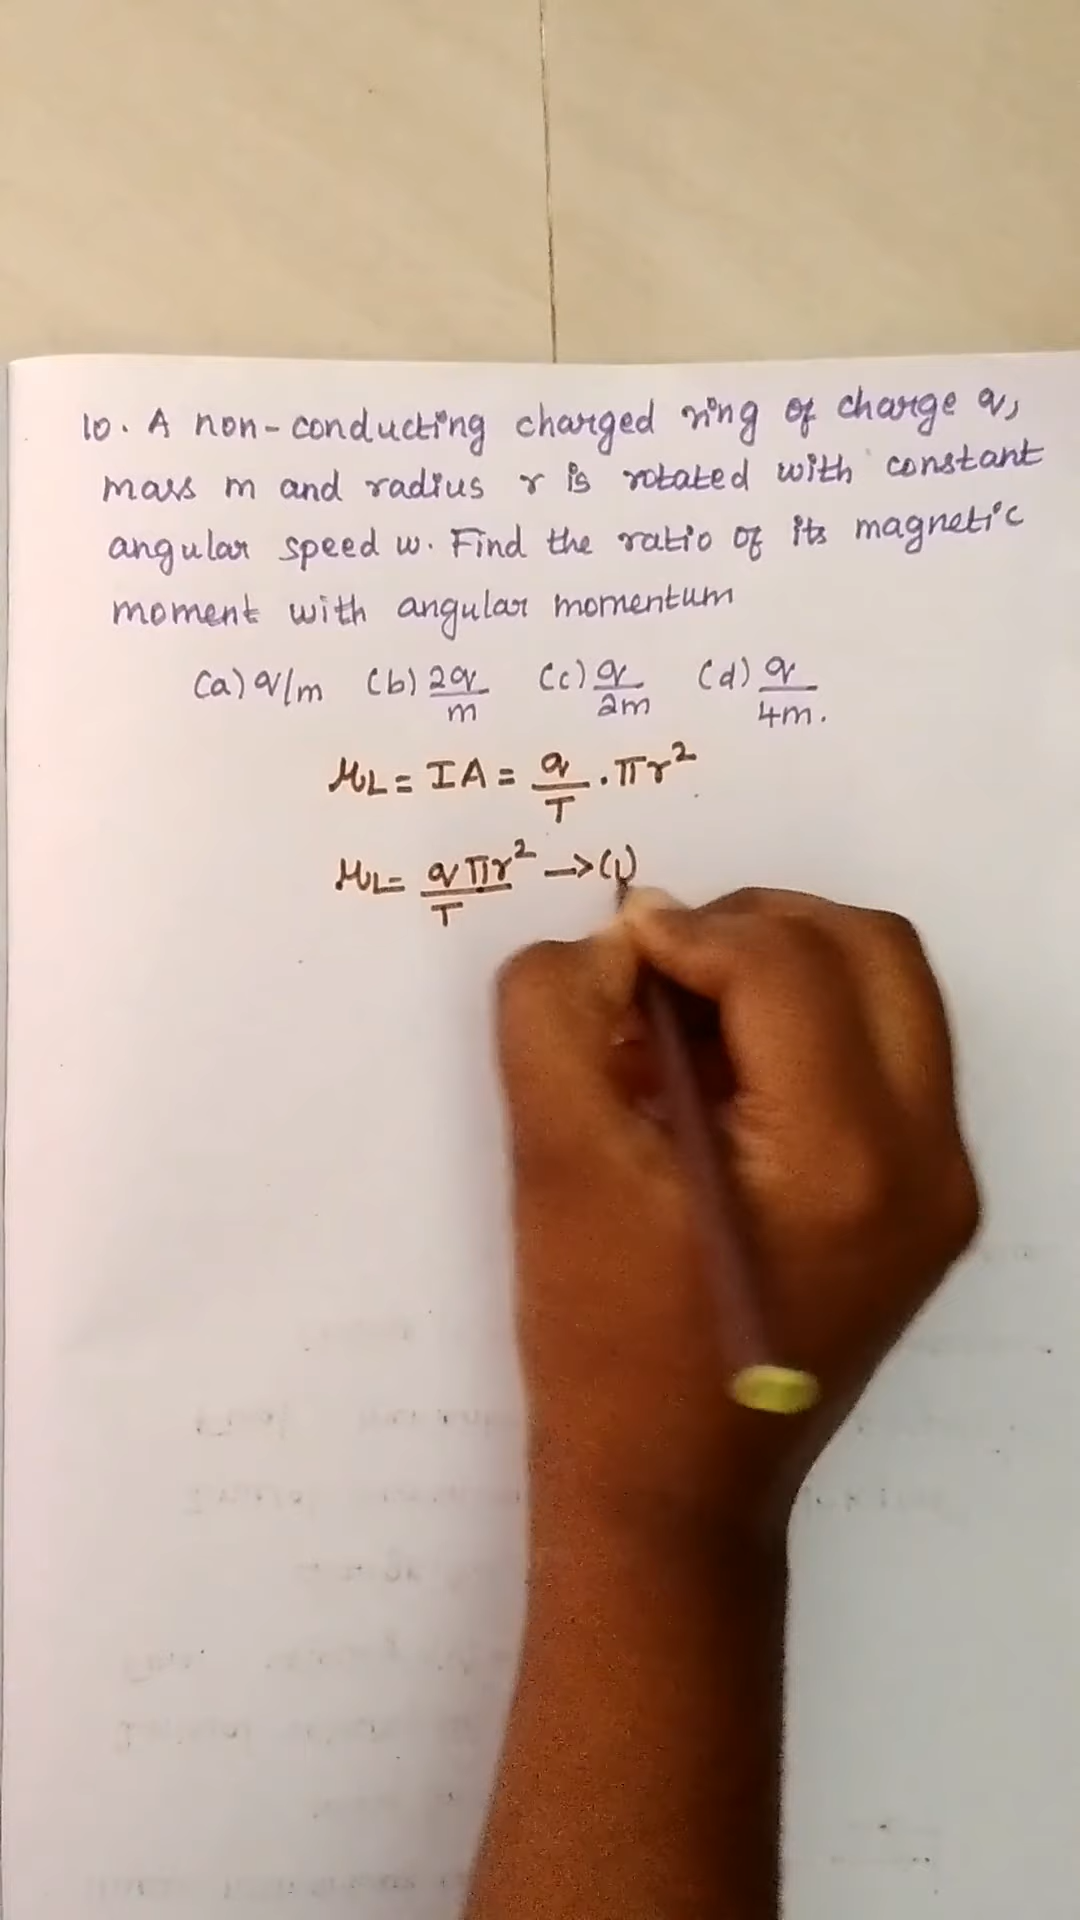 10. A non-conducting charged ring of charge q,
mass m and radius r is rotated with constant
angular speed w. Find the ratio of its magnetic
moment with angular momentum
(a) q/m (b) 2q/m (c) q/2m (d) q/4m.
μL = IA = q/T . πr²
μL = qπr²/T → (1)